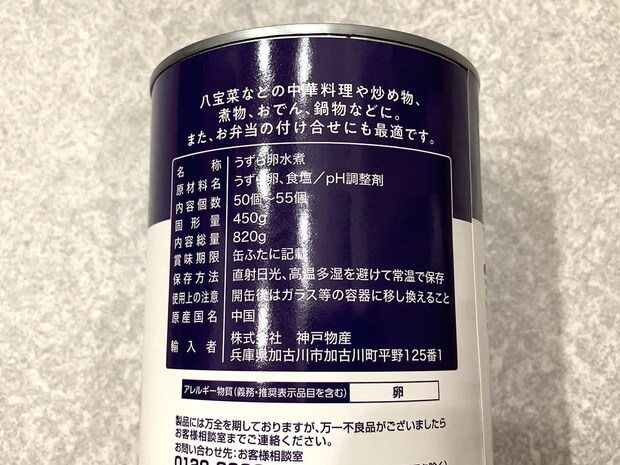 八宝菜などの中華料理や炒め物、
煮物、おでん、鍋物などに。
また、お弁当の付け合せにも最適です。
名称 うずら卵水煮
原材料名 うずら卵、食塩／pH調整剤
内容個数 50個～55個
固形量 450g
内容総量 820g
賞味期限 缶ふたに記載
保存方法 直射日光、高温多湿を避けて常温で保存
使用上の注意 開缶後はガラス等の容器に移し換えること
原産国名 中国
輸入者 株式会社 神戸物産
兵庫県加古川市加古川町平野125番1
アレルギー物質(義務・推奨表示品目を含む) 卵
製品には万全を期しておりますが、万一不良品がございましたら
お客様相談室までご連絡ください。
お問い合わせ先:お客様相談室
0120